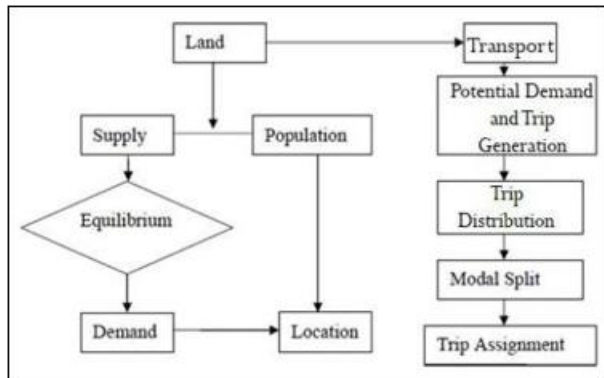 Land
Transport
Potential Demand
and Trip
Generation
Supply
Population
Trip
Distribution
Equilibrium
Modal Split
Demand
Location
Trip Assignment